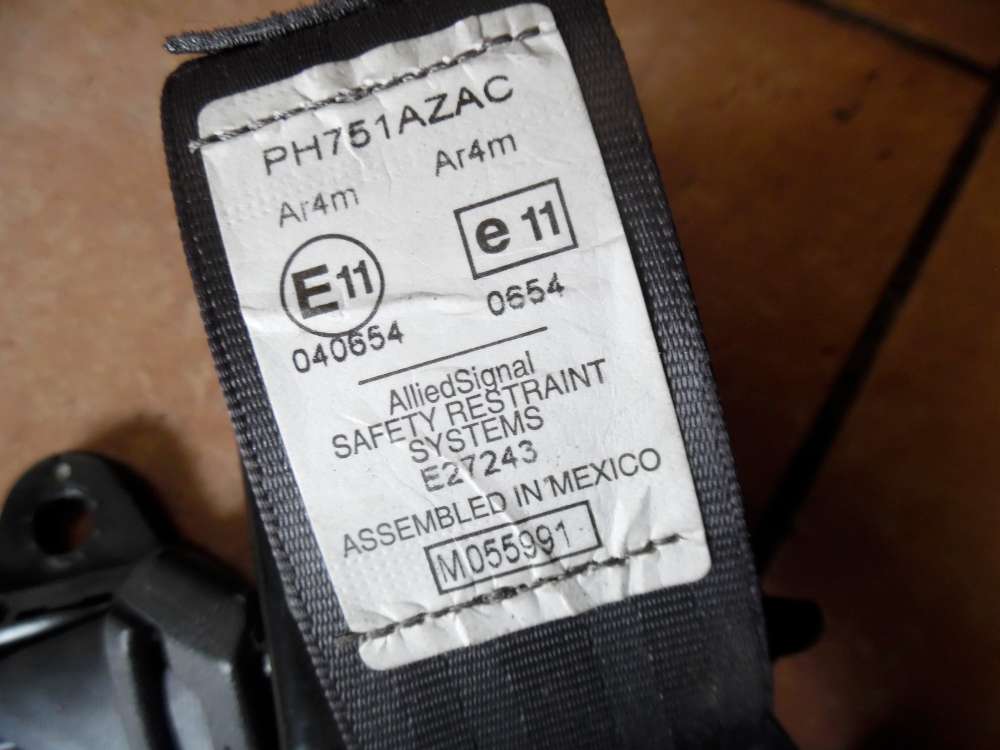 PH751AZAC
Ar4m Ar4m
E11 e 11
040654 0654
AlliedSignal
SAFETY RESTRAINT
SYSTEMS
E27243
ASSEMBLED IN MEXICO
M055991